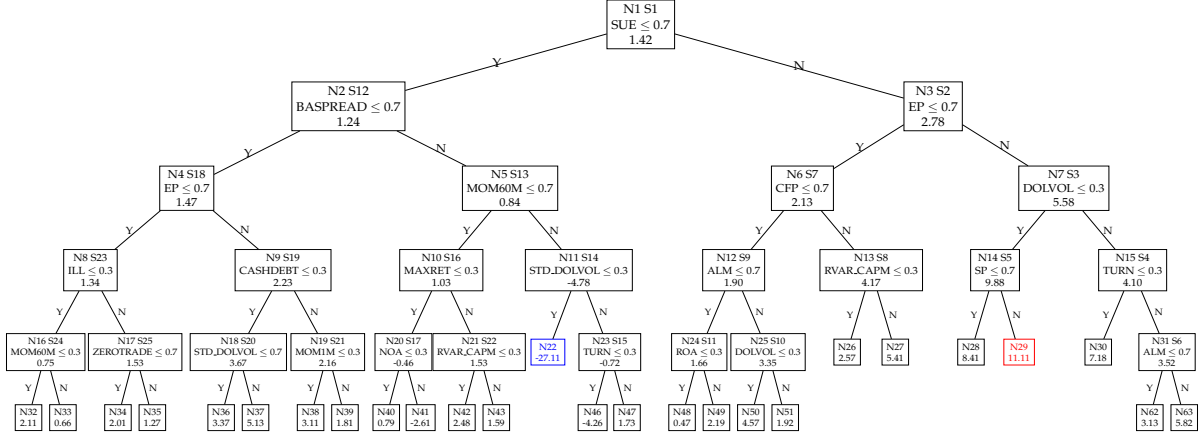 N1 S1
SUE ≤ 0.7
1.42
Y
N
N2 S12
BASPREAD ≤ 0.7
1.24
N3 S2
EP ≤ 0.7
2.78
Y
N
Y
N
N4 S18
EP ≤ 0.7
1.47
N5 S13
MOM60M ≤ 0.7
0.84
N6 S7
CFP ≤ 0.7
2.13
N7 S3
DOLVOL ≤ 0.3
5.58
Y
N
Y
N
Y
N
Y
N
N8 S23
ILL ≤ 0.3
1.34
N9 S19
CASHDEBT ≤ 0.3
2.23
N10 S16
MAXRET ≤ 0.3
1.03
N11 S14
STD_DOLVOL ≤ 0.3
-4.78
N12 S9
ALM ≤ 0.7
1.90
N13 S8
RVAR_CAPM ≤ 0.3
4.17
N14 S5
SP ≤ 0.7
9.88
N15 S4
TURN ≤ 0.3
4.10
Y
N
Y
N
Y
N
Y
N
Y
N
Y
N
Y
N
Y
N
N16 S24
MOM60M ≤ 0.3
0.75
N17 S25
ZEROTRADE ≤ 0.7
1.53
N18 S20
STD_DOLVOL ≤ 0.7
3.67
N19 S21
MOM1M ≤ 0.3
2.16
N20 S17
NOA ≤ 0.3
-0.46
N21 S22
RVAR_CAPM ≤ 0.3
1.53
N22
-27.11
N23 S15
TURN ≤ 0.3
-0.72
N24 S11
ROA ≤ 0.3
1.66
N25 S10
DOLVOL ≤ 0.3
3.35
N26
2.57
N27
5.41
N28
8.41
N29
11.11
N30
7.18
N31 S6
ALM ≤ 0.7
3.52
Y
N
Y
N
Y
N
Y
N
Y
N
Y
N
Y
N
Y
N
Y
N
Y
N
N32
2.11
N33
0.66
N34
2.01
N35
1.27
N36
3.37
N37
5.13
N38
3.11
N39
1.81
N40
0.79
N41
-2.61
N42
2.48
N43
1.59
N46
-4.26
N47
1.73
N48
0.47
N49
2.19
N50
4.57
N51
1.92
N62
3.13
N63
5.82